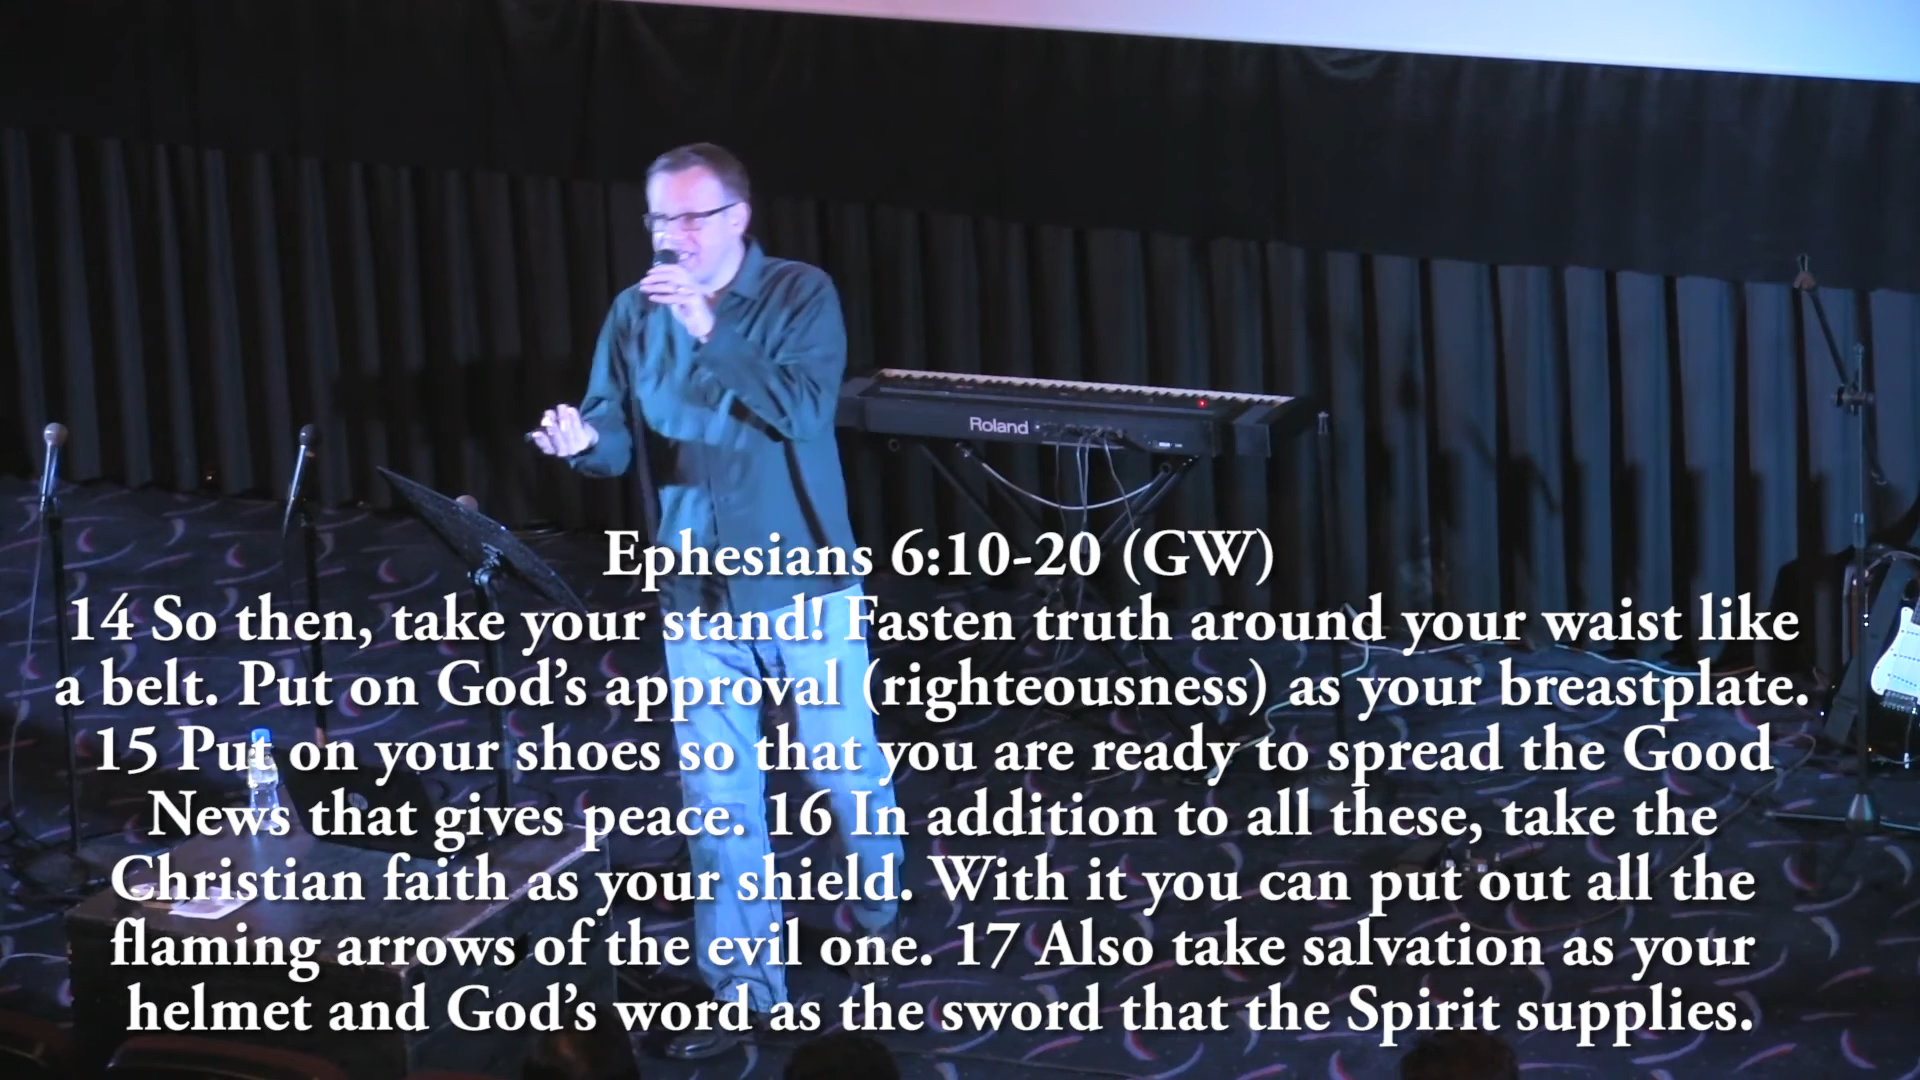 Roland
Ephesians 6:10-20 (GW)
14 So then, take your stand! Fasten truth around your waist like
a belt. Put on God’s approval (righteousness) as your breastplate.
15 Put on your shoes so that you are ready to spread the Good
News that gives peace. 16 In addition to all these, take the
Christian faith as your shield. With it you can put out all the
flaming arrows of the evil one. 17 Also take salvation as your
helmet and God’s word as the sword that the Spirit supplies.